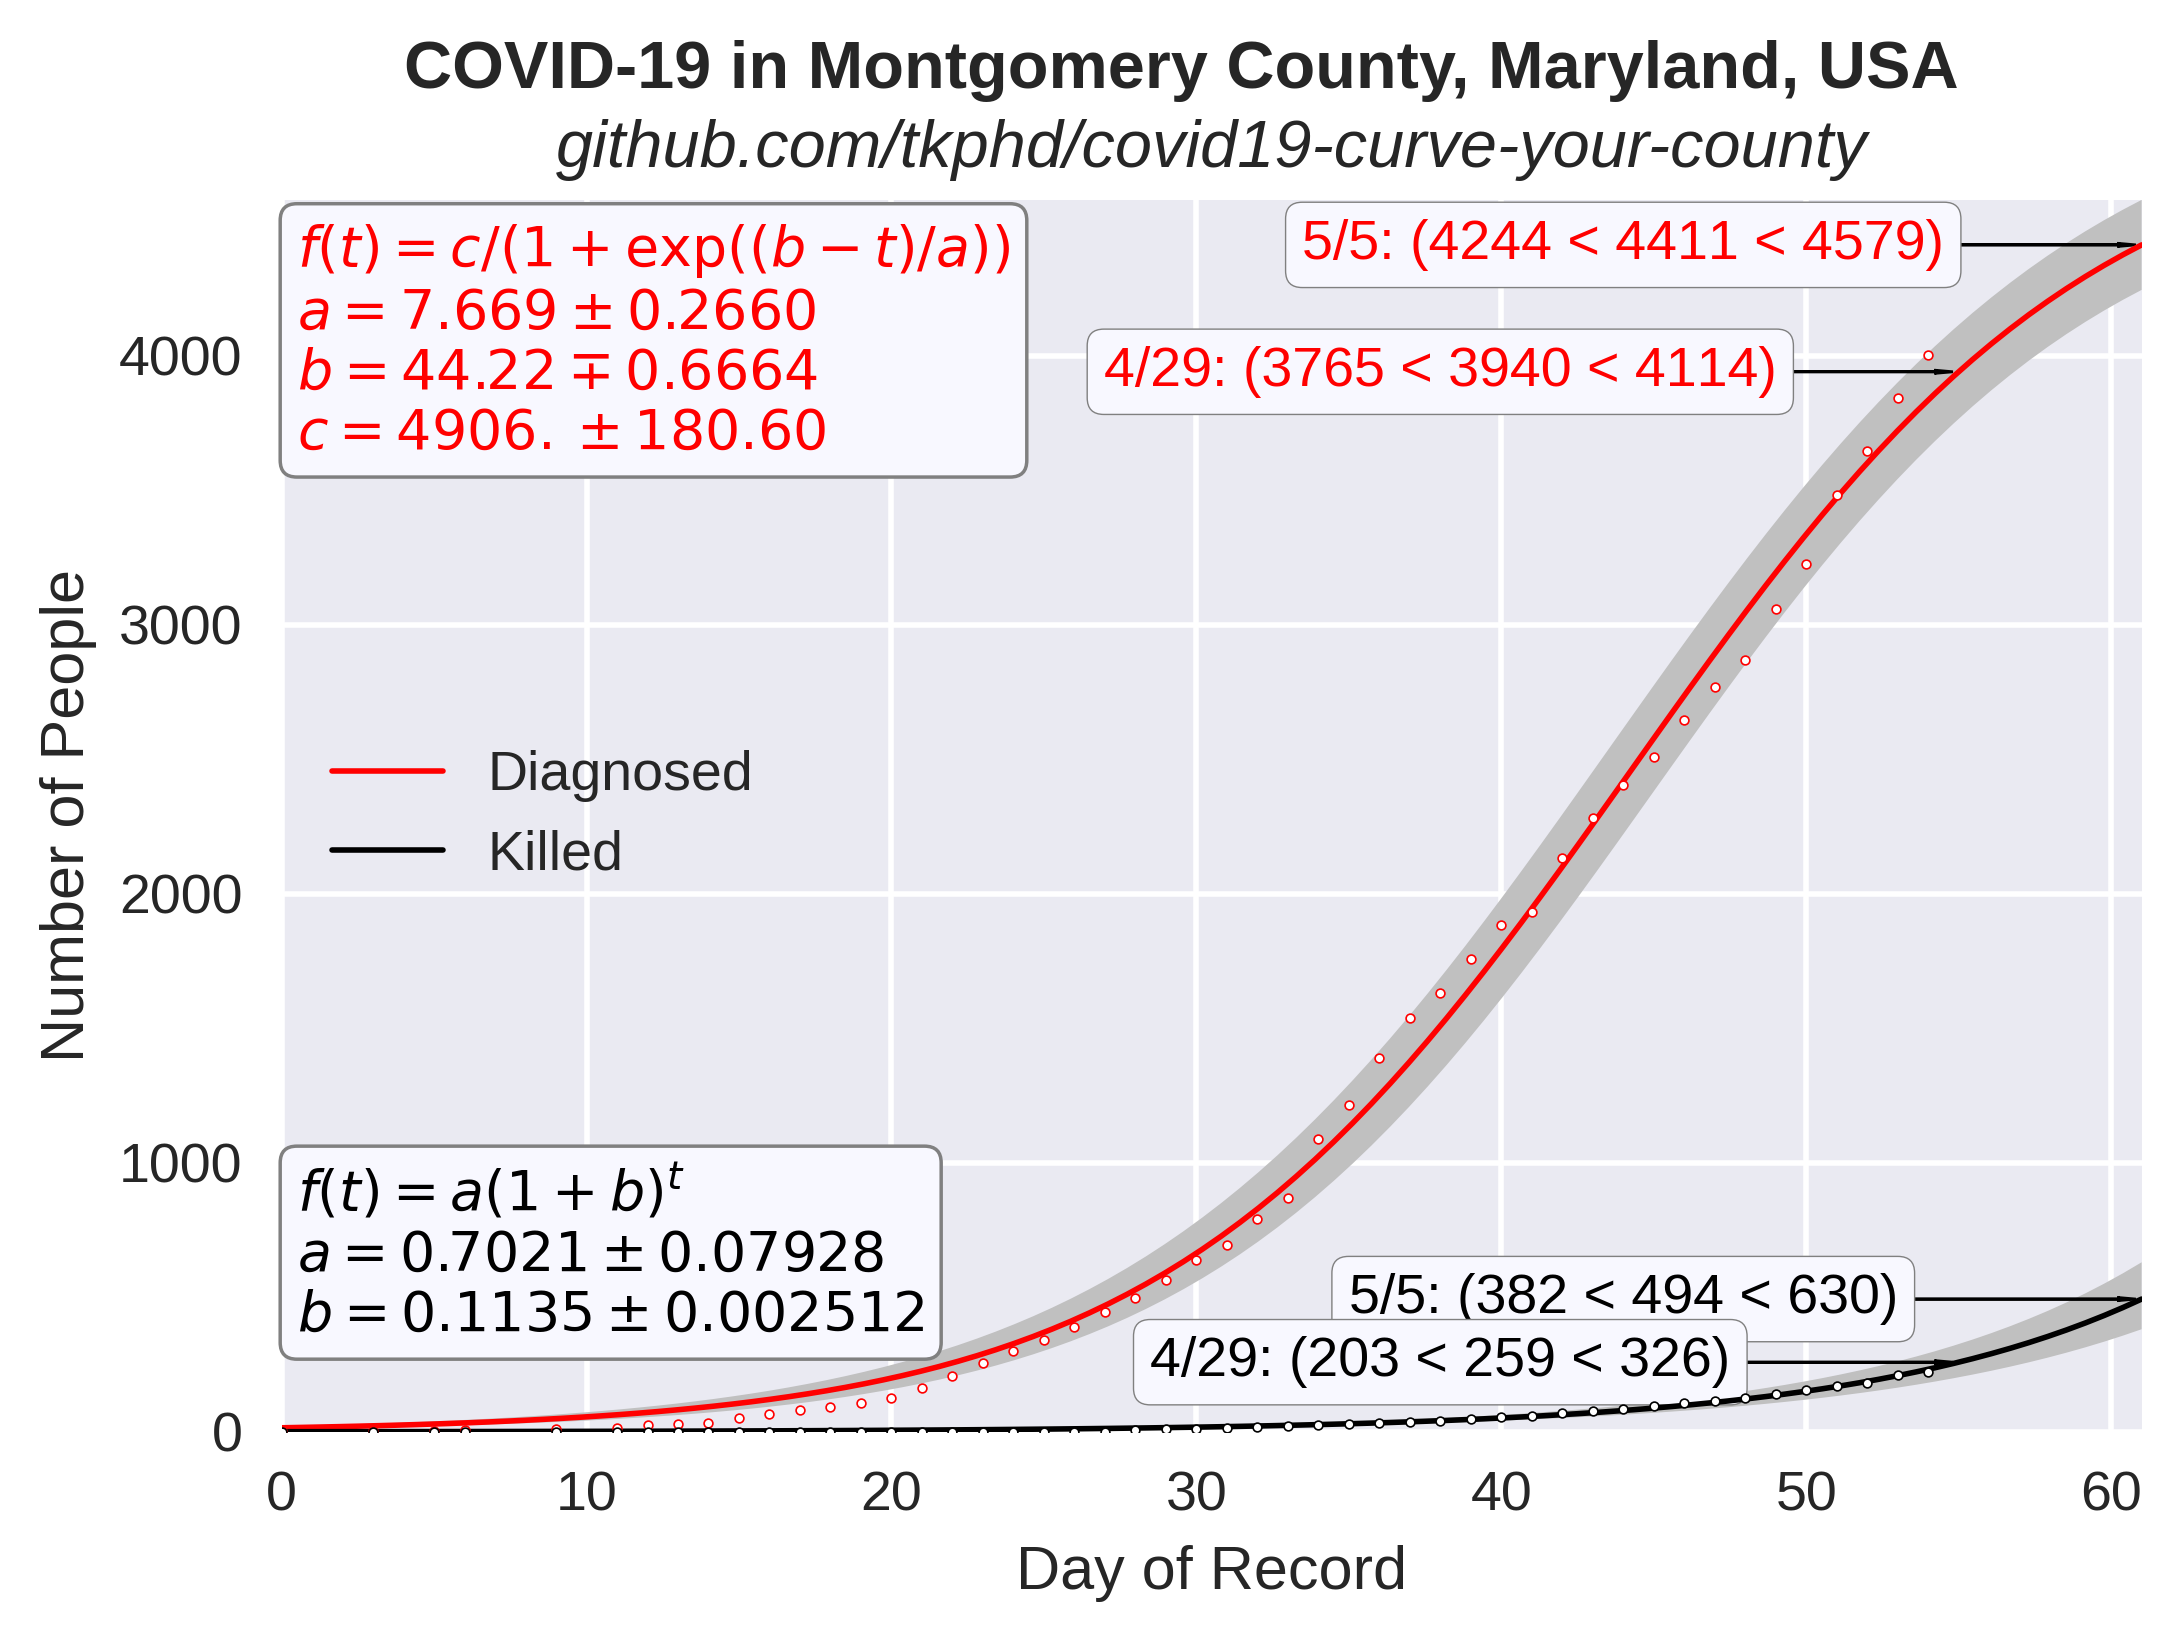 COVID-19 in Montgomery County, Maryland, USA
github.com/tkphd/covid19-curve-your-county
f(t) = c/(1 + exp((b − t)/a))
a = 7.669 ± 0.2660
b = 44.22 ∓ 0.6664
c = 4906. ± 180.60
5/5: (4244 < 4411 < 4579)
4/29: (3765 < 3940 < 4114)
Number of People
4000
3000
2000
1000
0
Diagnosed
Killed
f(t) = a(1 + b)^t
a = 0.7021 ± 0.07928
b = 0.1135 ± 0.002512
5/5: (382 < 494 < 630)
4/29: (203 < 259 < 326)
0 10 20 30 40 50 60
Day of Record